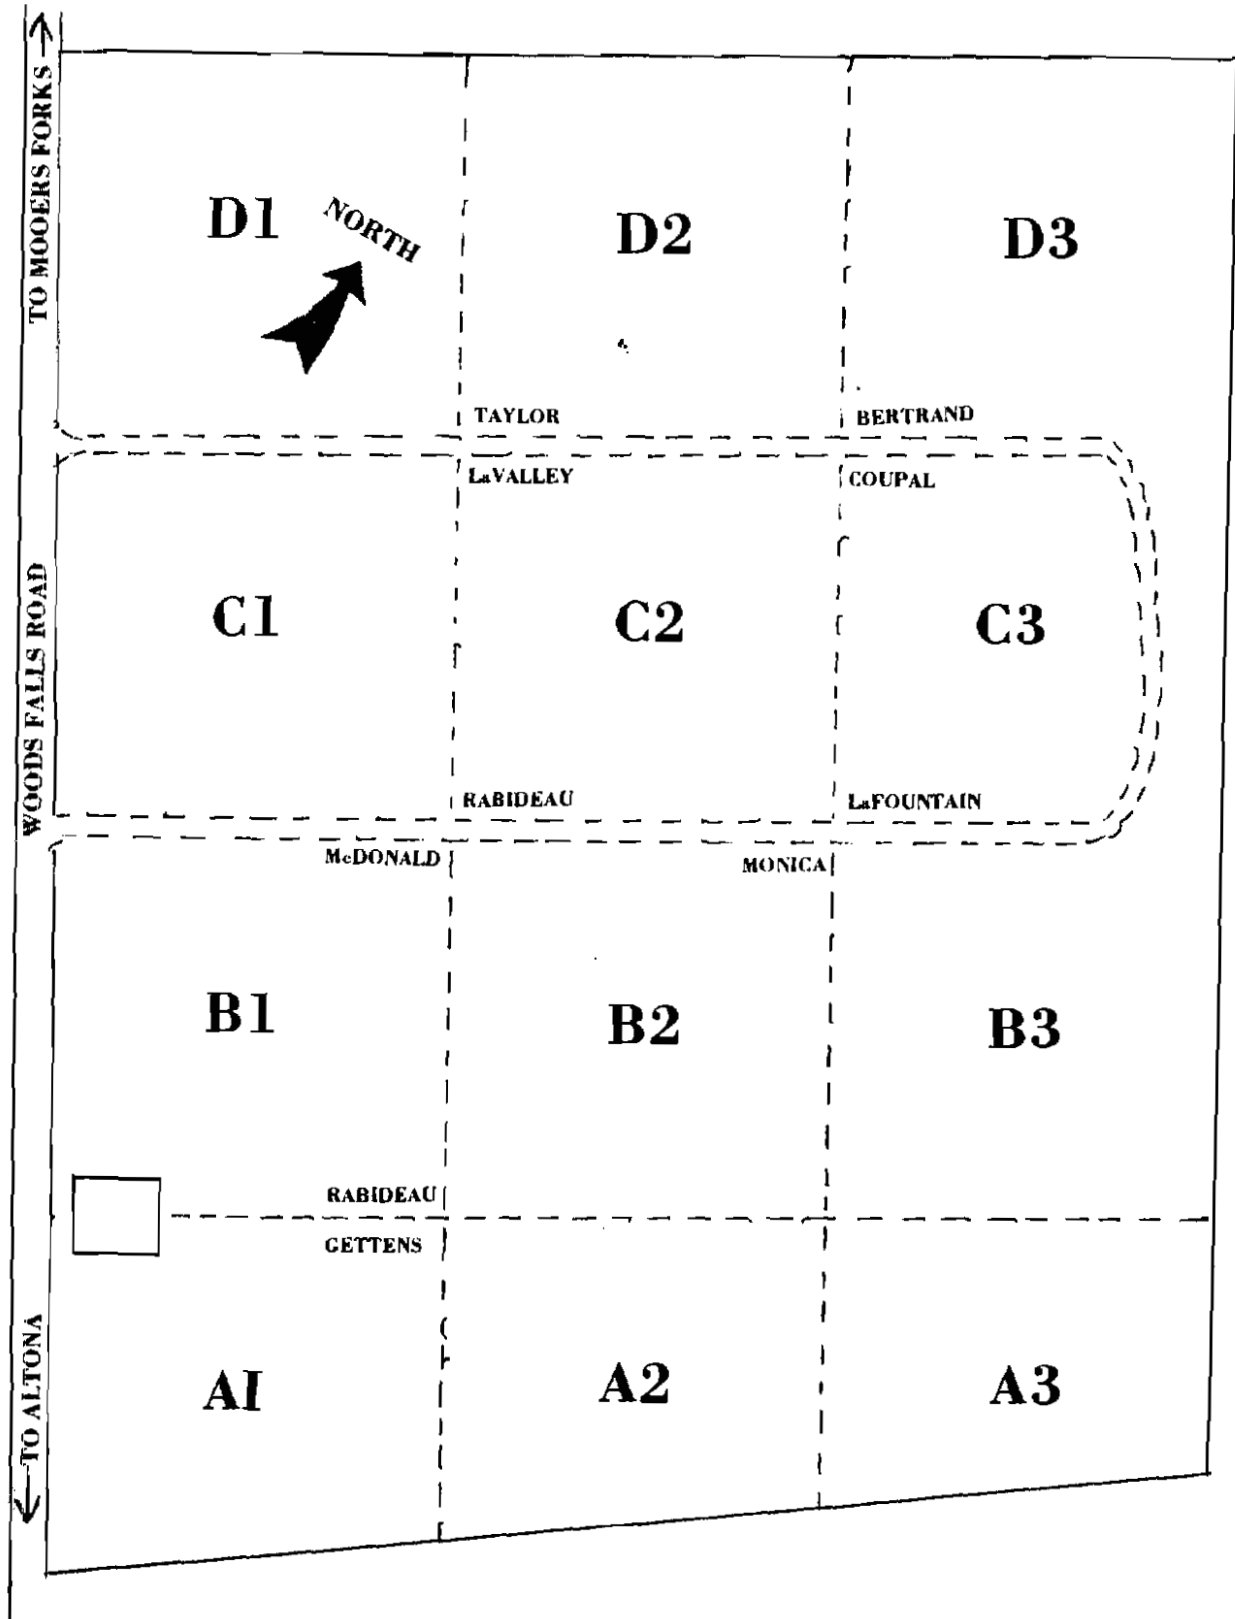 TO MOOERS FORKS
D1
NORTH
D2
D3
TAYLOR
BERTRAND
LaVALLEY
COUPAL
WOODS FALLS ROAD
C1
C2
C3
RABIDEAU
LaFOUNTAIN
McDONALD
MONICA
B1
B2
B3
RABIDEAU
GETTENS
TO ALTONA
AI
A2
A3